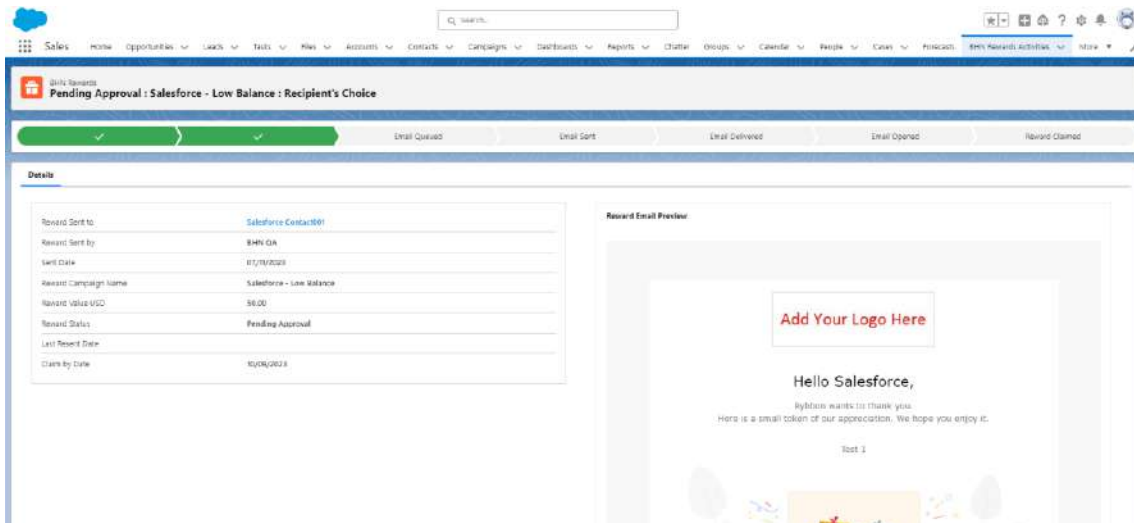 Search...
Sales Home Opportunities Leads Tasks Files Accounts Contacts Campaigns Dashboards Reports Chatter Groups Calendar People Cases Forecasts BHN Rewards Activities More
BHN Rewards
Pending Approval : Salesforce - Low Balance : Recipient's Choice
Email Queued Email Sent Email Delivered Email Opened Reward Claimed
Details
Reward Sent to Salesforce Contact001
Reward Sent by BHN QA
Sent Date 07/11/2023
Reward Campaign Name Salesforce - Low Balance
Reward Value USD
Reward Status Pending Approval
Last Resent Date
Claim By Date
Reward Email Preview
Add Your Logo Here
Hello Salesforce,
Rybbon wants to thank you.
Here is a small token of our appreciation. We hope you enjoy it.
Test 1